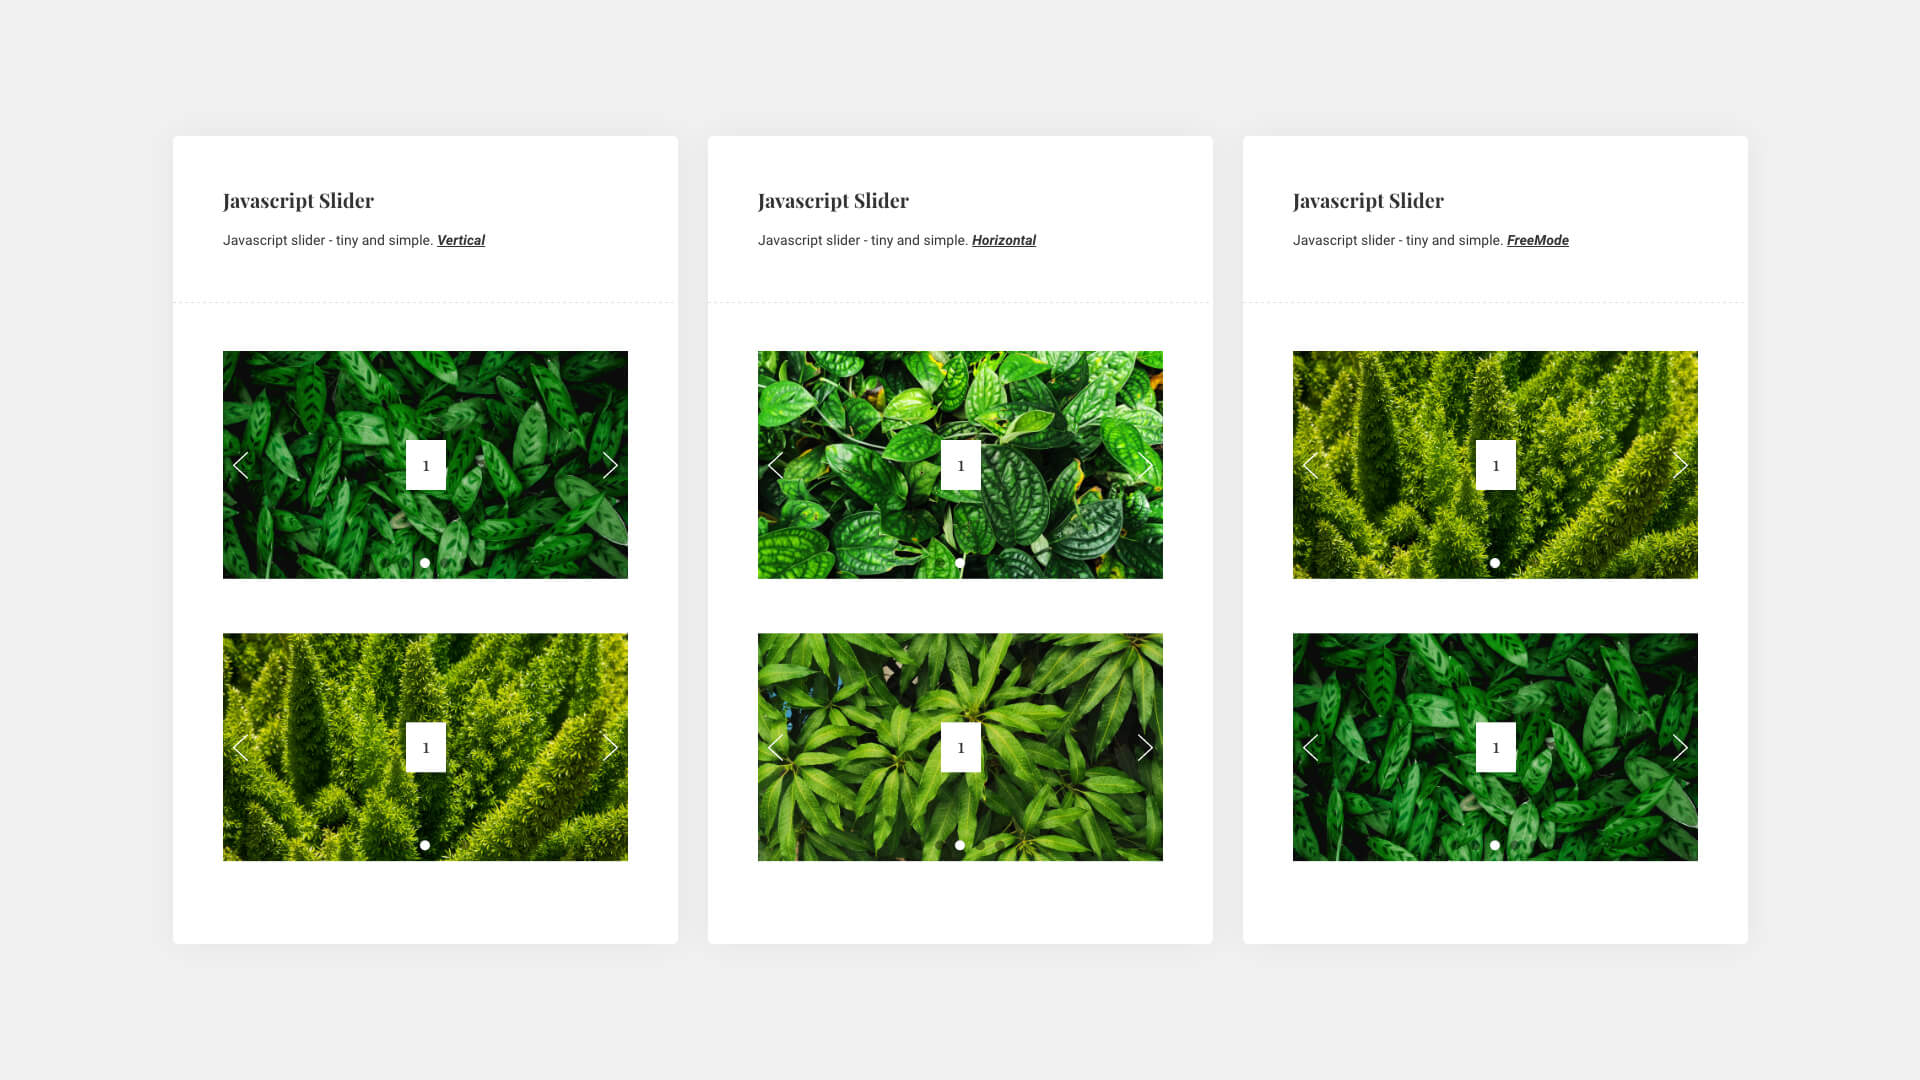 Javascript Slider
Javascript slider - tiny and simple. Vertical
1
1
Javascript Slider
Javascript slider - tiny and simple. Horizontal
1
1
Javascript Slider
Javascript slider - tiny and simple. FreeMode
1
1